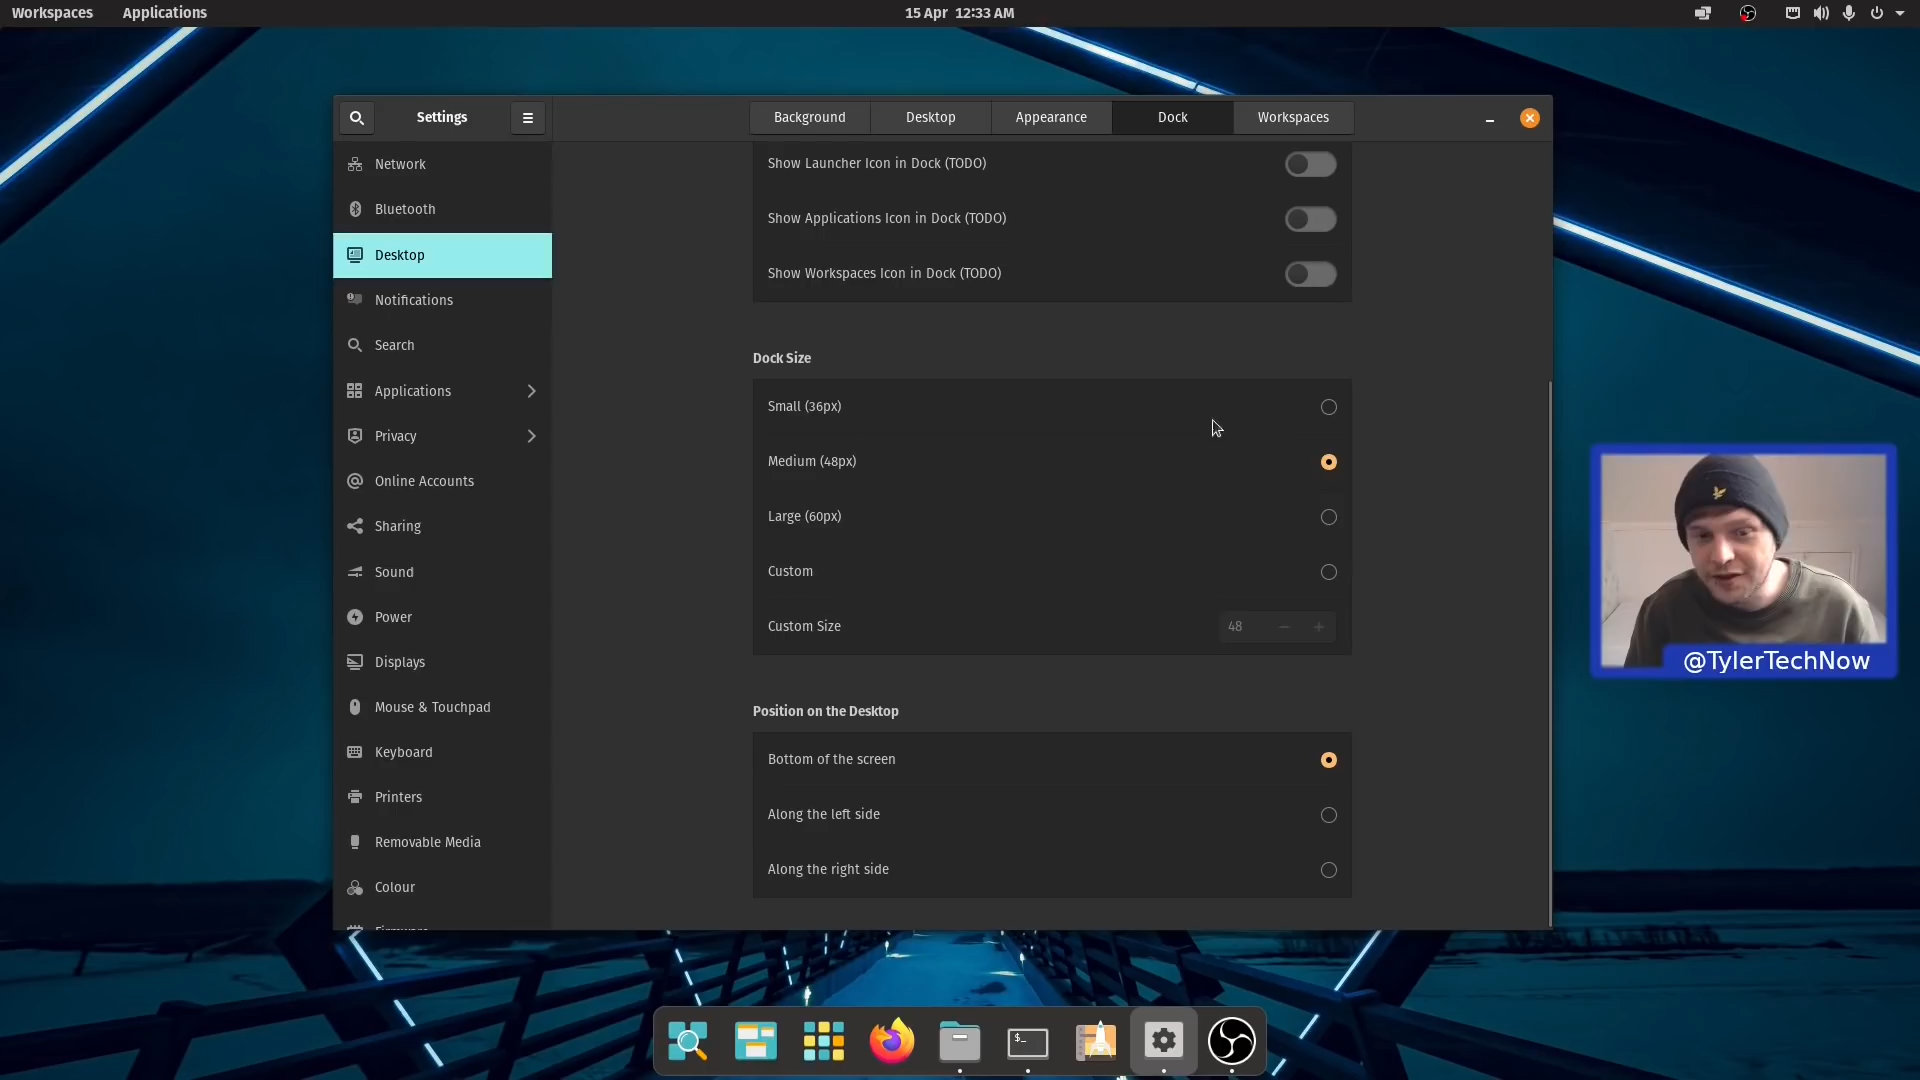 Workspaces Applications 15 Apr 12:33 AM
Settings Background Desktop Appearance Dock Workspaces
Network
Bluetooth
Desktop
Notifications
Search
Applications
Privacy
Online Accounts
Sharing
Sound
Power
Displays
Mouse & Touchpad
Keyboard
Printers
Removable Media
Colour
Firmware
Show Launcher Icon in Dock (TODO)
Show Applications Icon in Dock (TODO)
Show Workspaces Icon in Dock (TODO)
Dock Size
Small (36px)
Medium (48px)
Large (60px)
Custom
Custom Size 48
Position on the Desktop
Bottom of the screen
Along the left side
Along the right side
@TylerTechNow
$_